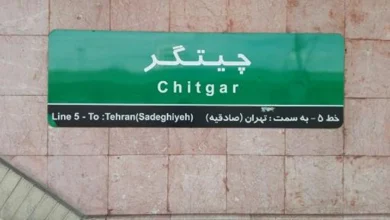 چیتگر
Chitgar
Line 5 - To :Tehran(Sadeghiyeh)
خط ۵ - به سمت : تهران (صادقیه)